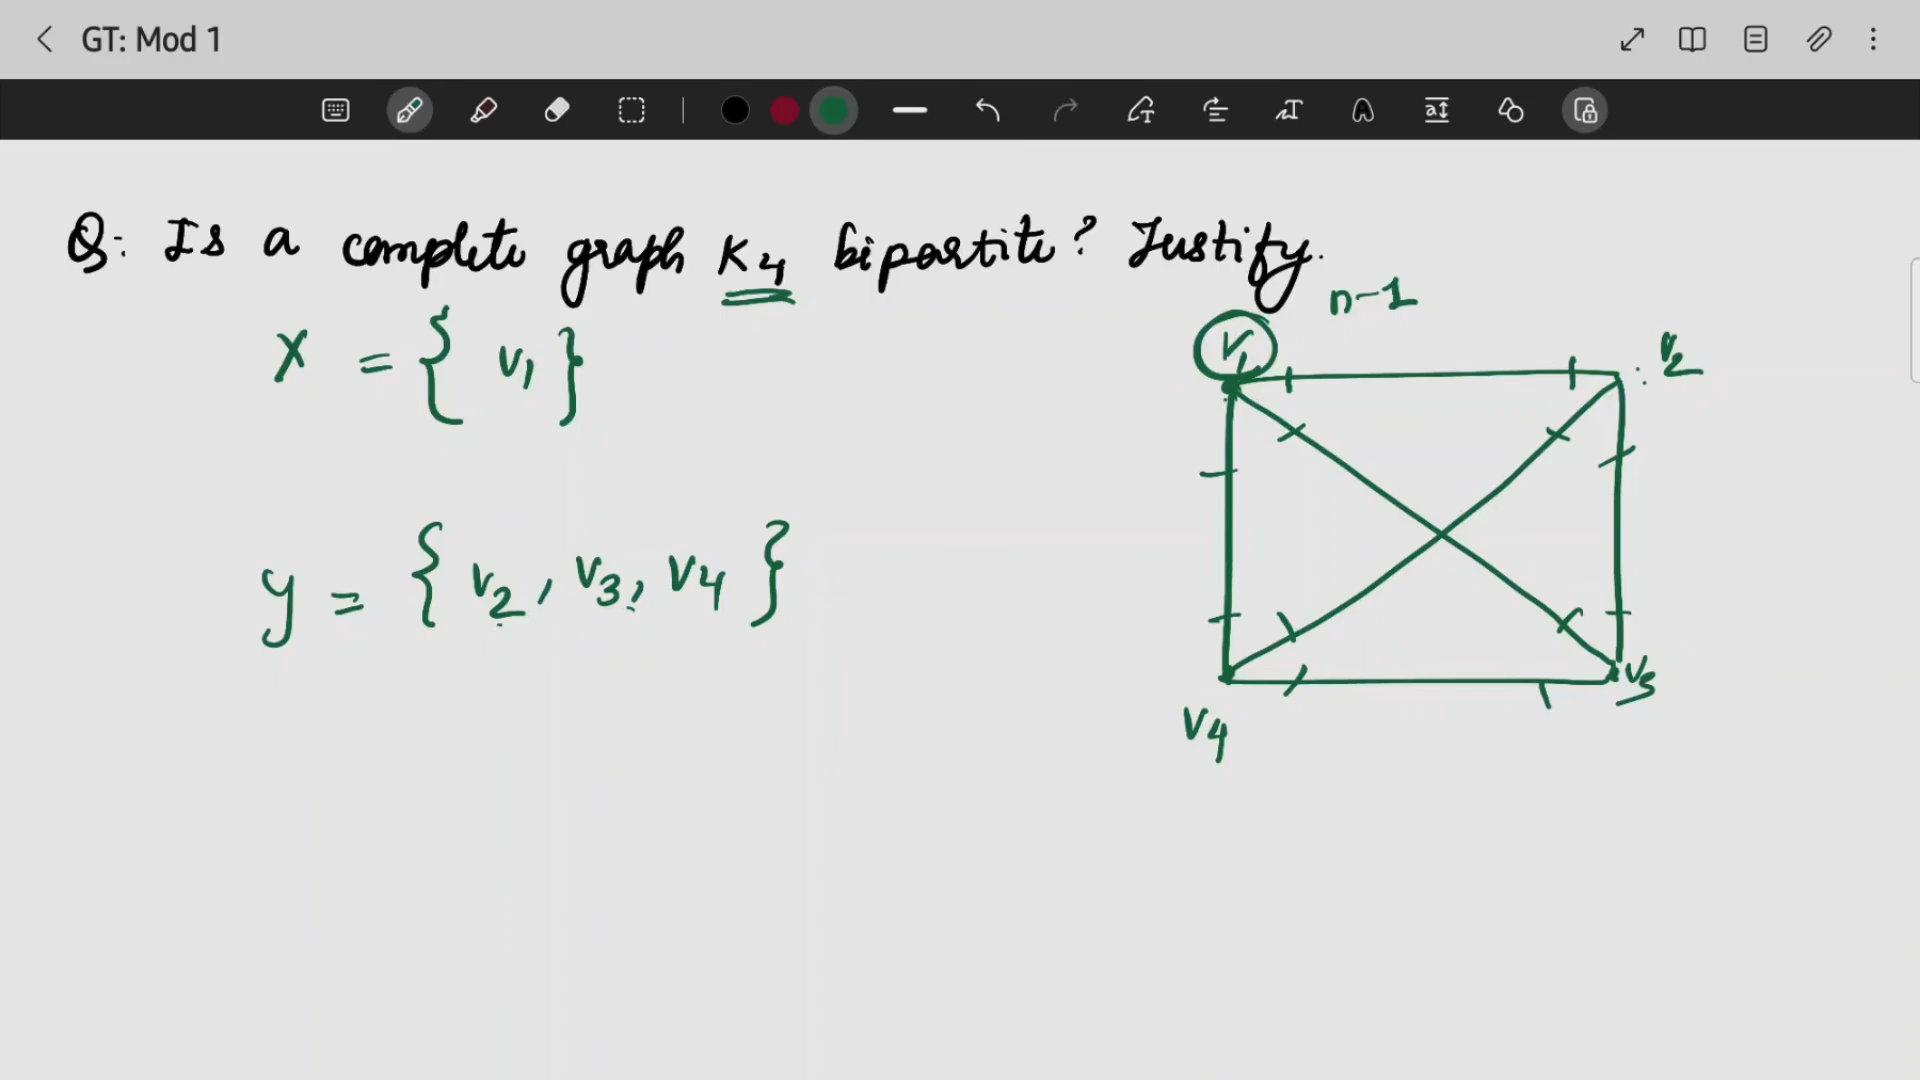 GT: Mod 1
Q: Is a complete graph K4 bipartite? Justify.
n-1
X = { v1 }
V1
v2
y = { v2, v3, v4 }
v3
v4